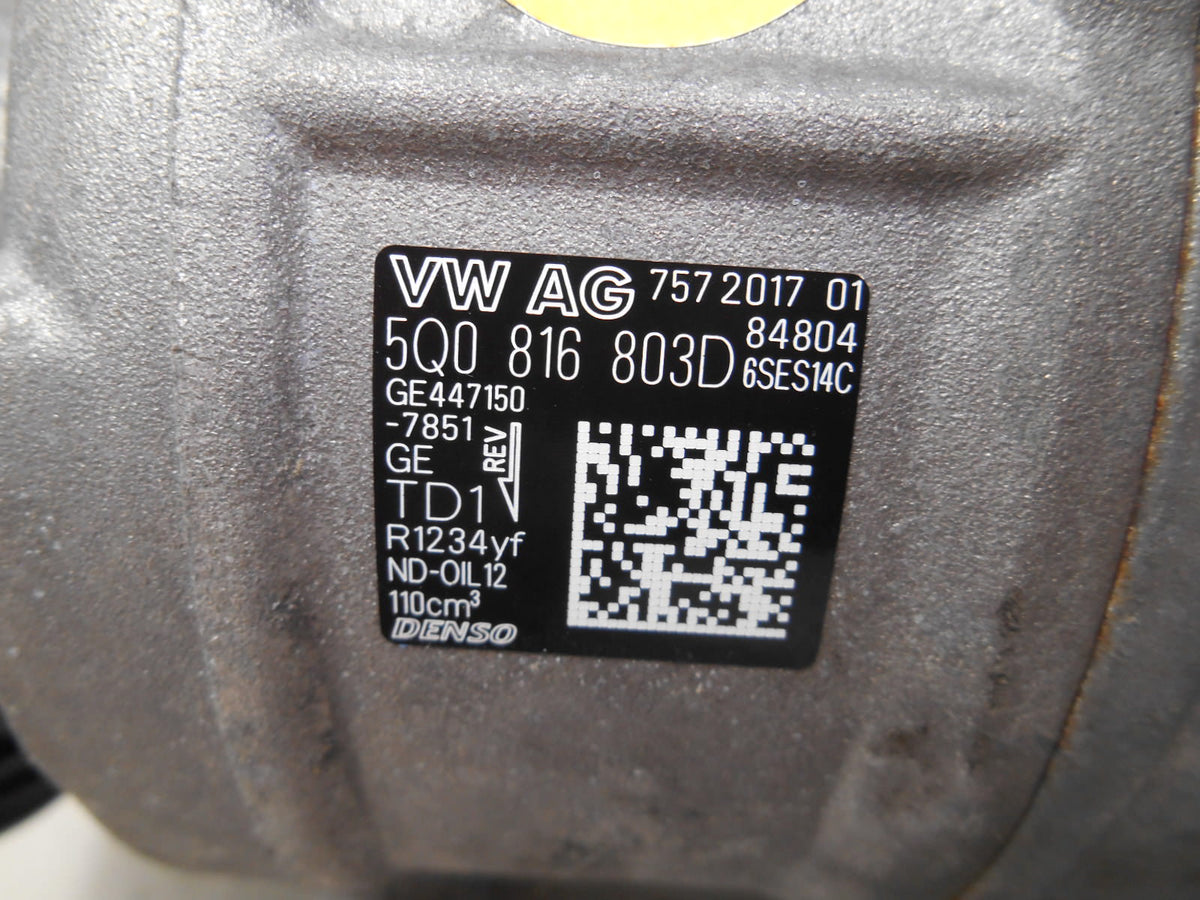 VW AG 757 2017 01
5Q0 816 803D 84804
6SES14C
GE447150
-7851
GE
REV
TD1
R1234yf
ND-OIL12
110cm³
DENSO